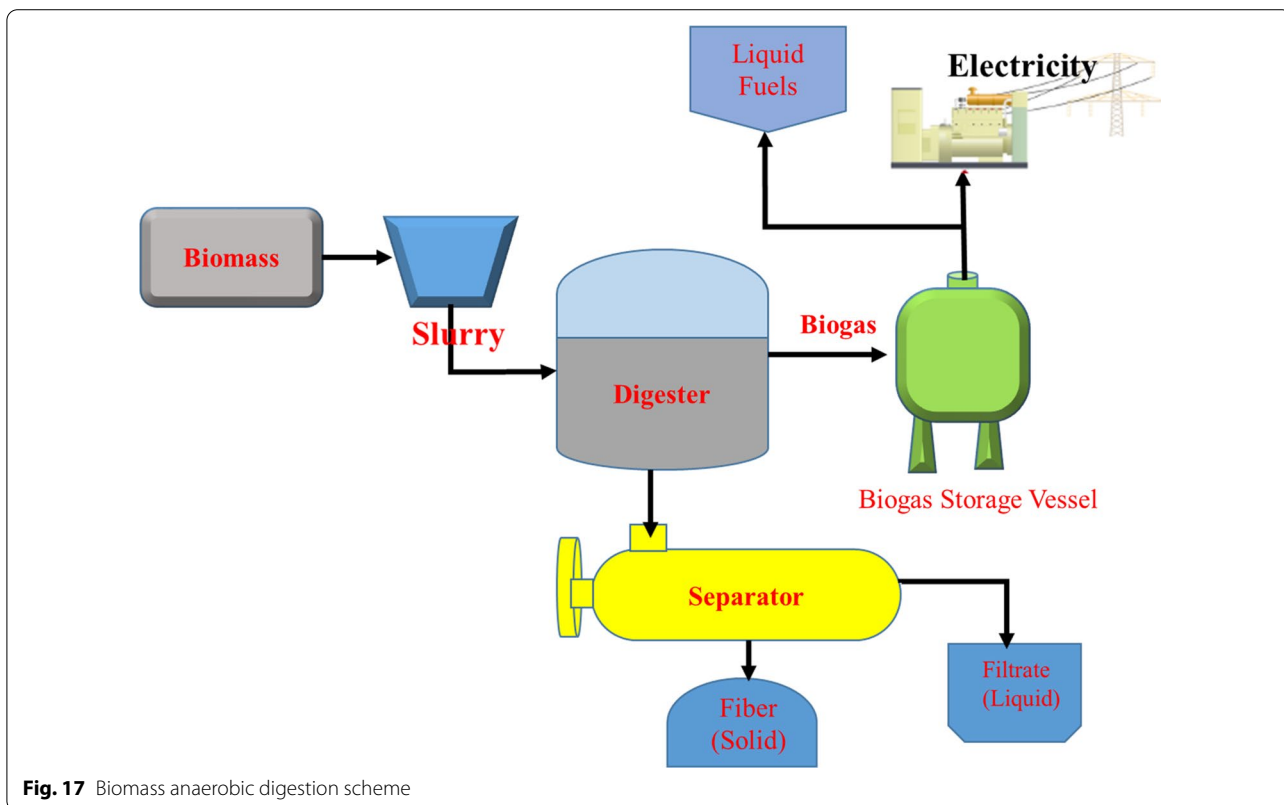 Liquid
Fuels
Electricity
Biomass
Slurry
Biogas
Digester
Biogas Storage Vessel
Separator
Filtrate
(Liquid)
Fiber
(Solid)
Fig. 17 Biomass anaerobic digestion scheme